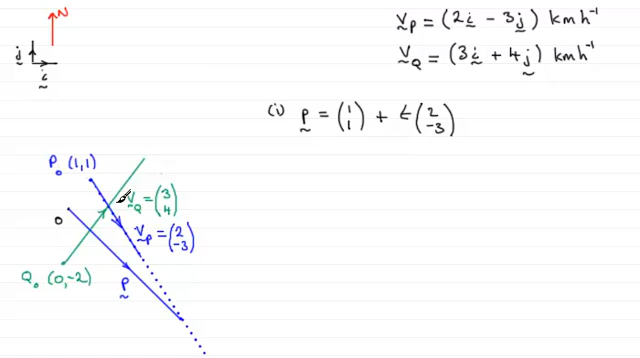 N
j
i
v_P = (2i - 3j) km h⁻¹
v_Q = (3i + 4j) km h⁻¹
(i) p = (1 1) + t (2 -3)
P₀ (1,1)
v_Q = (3 4)
O
v_P = (2 -3)
Q₀ (0,-2)
p